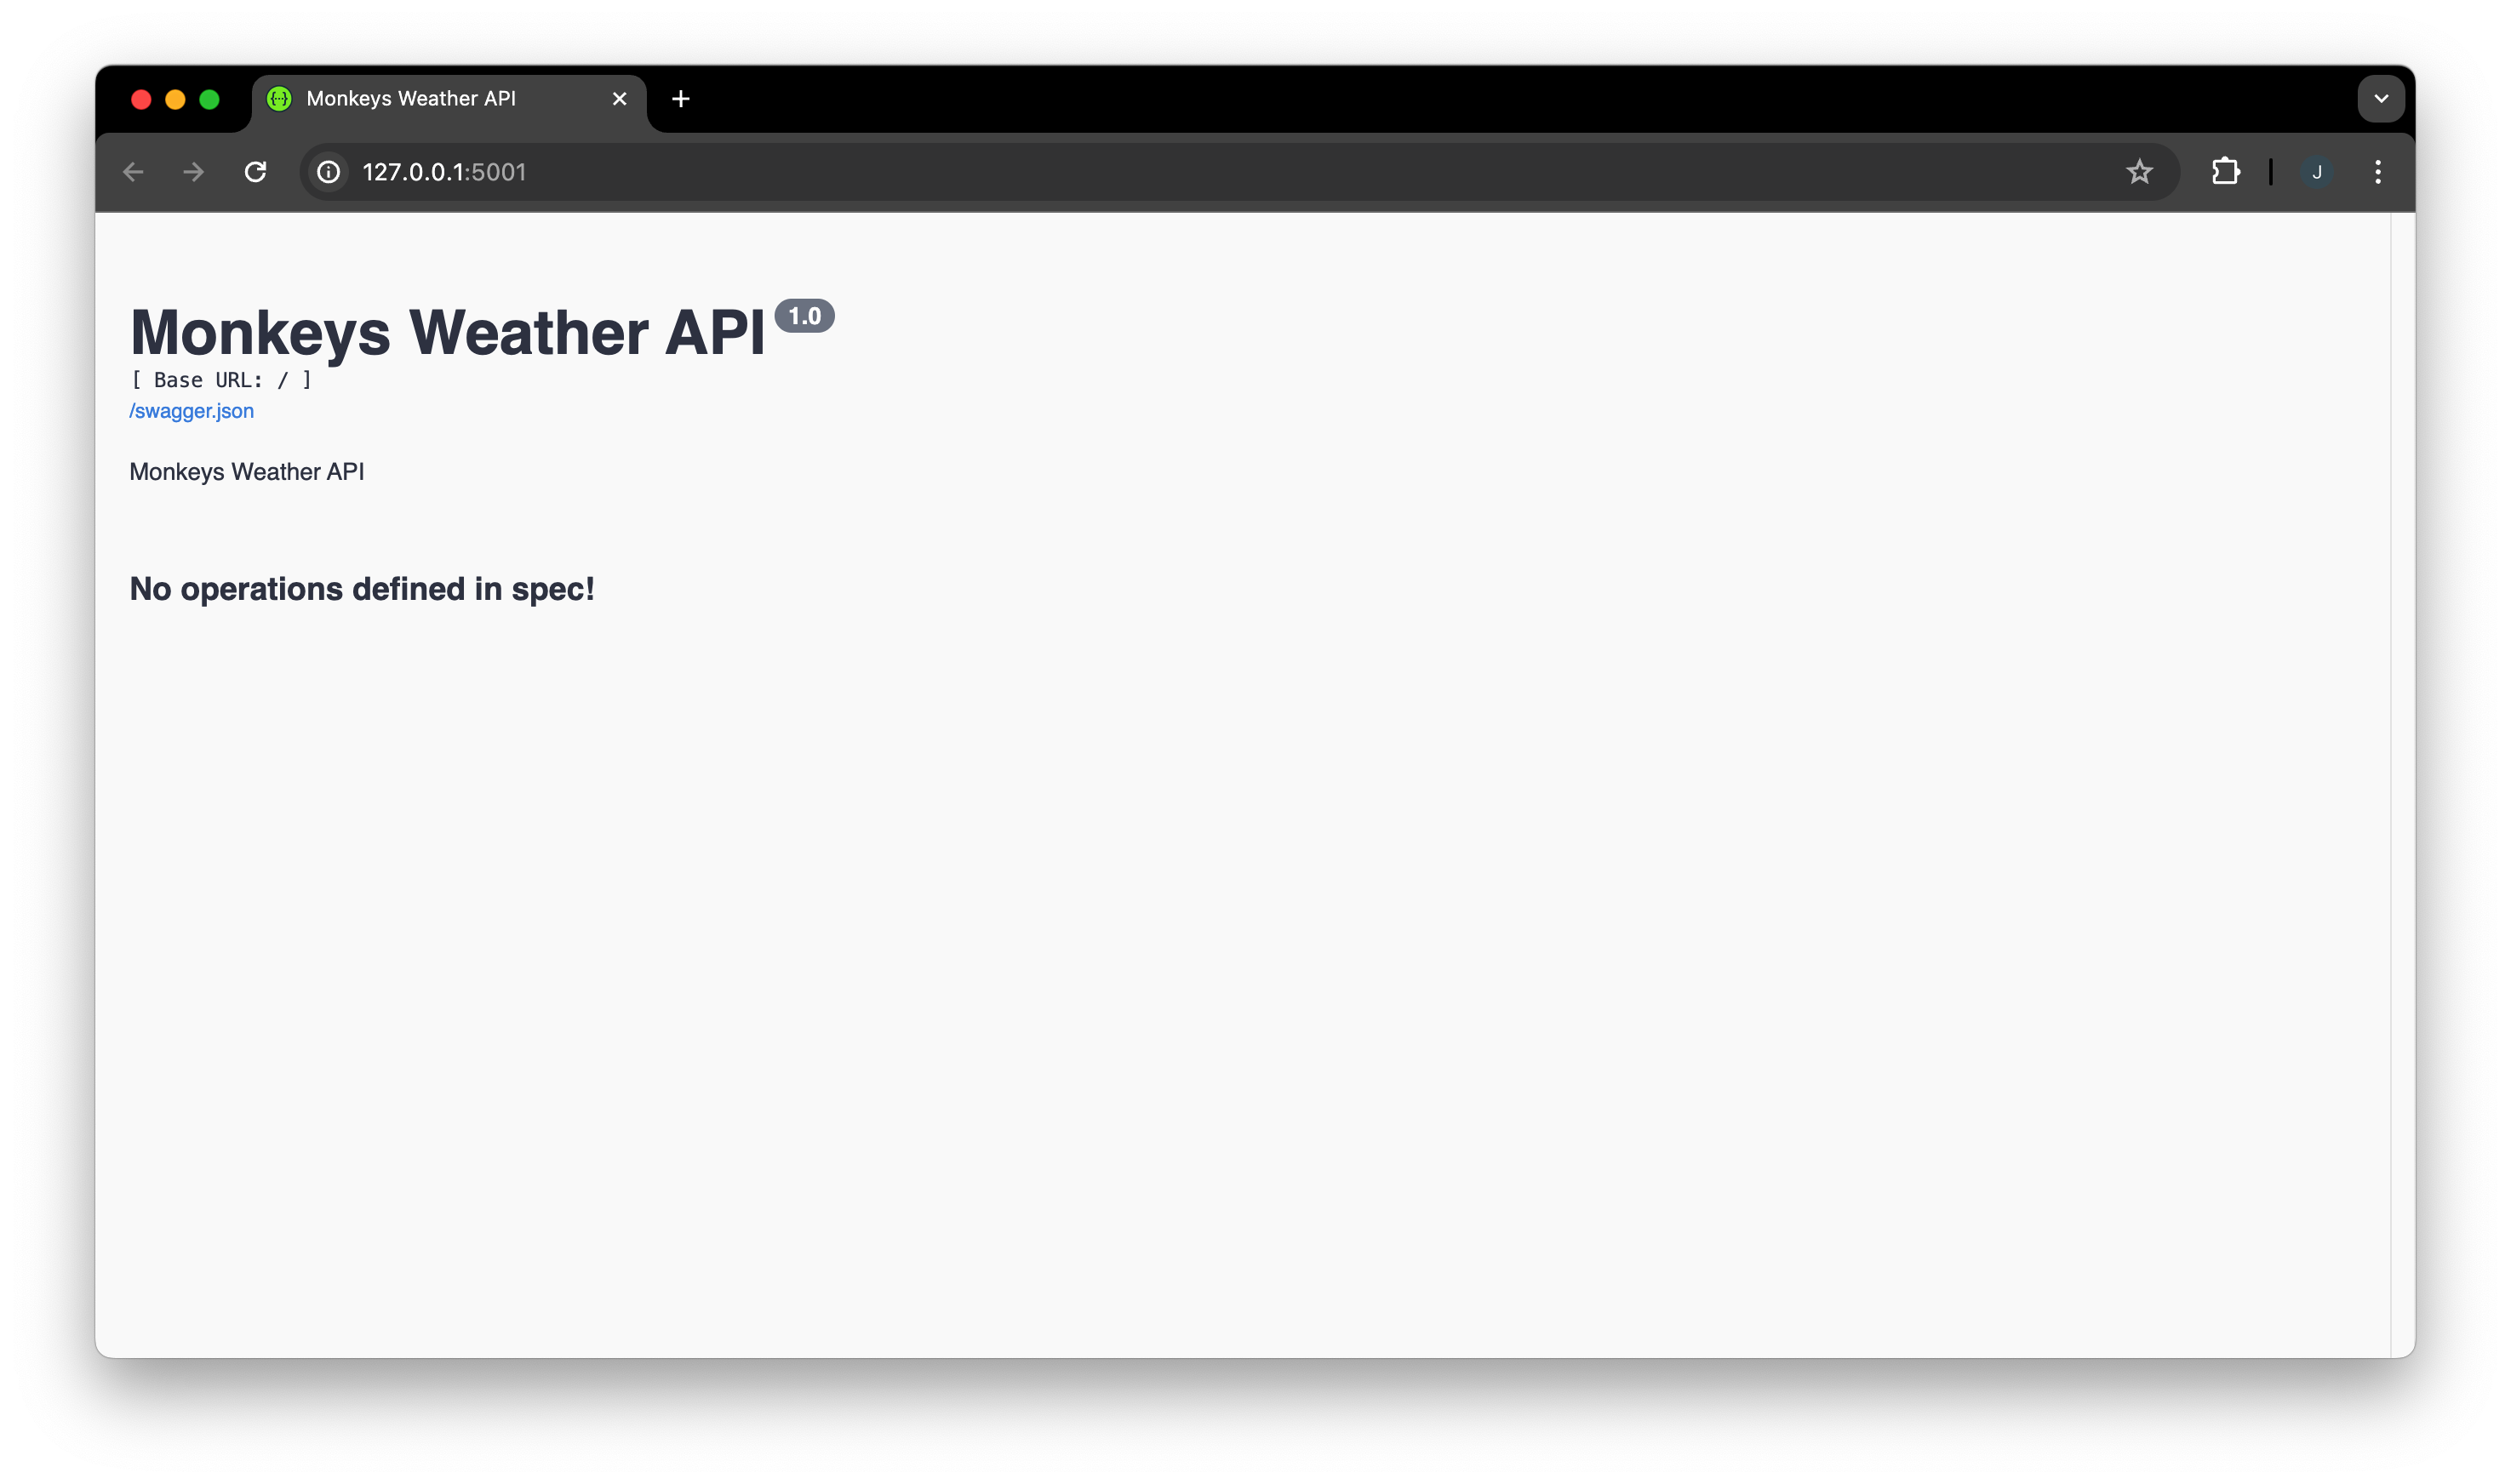 Monkeys Weather API
127.0.0.1:5001
J
Monkeys Weather API 1.0
[ Base URL: / ]
/swagger.json
Monkeys Weather API
No operations defined in spec!